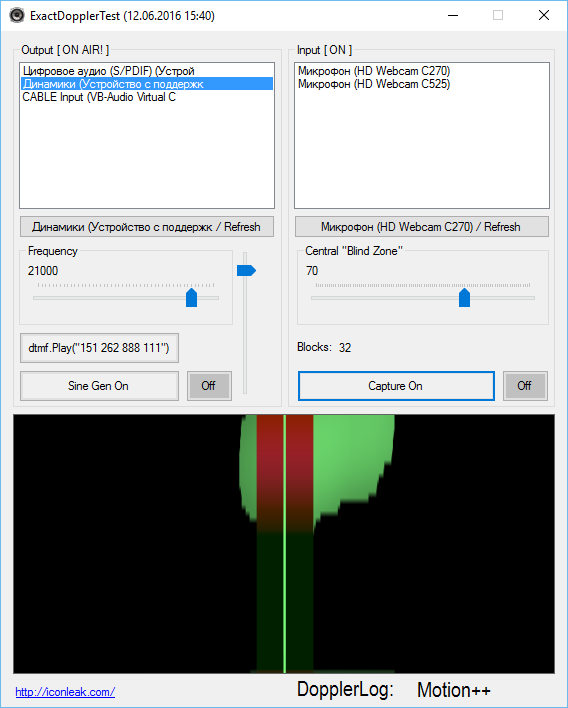 ExactDopplerTest (12.06.2016 15:40)
Output [ ON AIR! ]
Цифровое аудио (S/PDIF) (Устрой
Динамики (Устройство с поддержк
CABLE Input (VB-Audio Virtual C
Динамики (Устройство с поддержк / Refresh
Frequency
21000
dtmf.Play("151 262 888 111")
Sine Gen On
Off
Input [ ON ]
Микрофон (HD Webcam C270)
Микрофон (HD Webcam C525)
Микрофон (HD Webcam C270) / Refresh
Central "Blind Zone"
70
Blocks: 32
Capture On
Off
http://iconleak.com/
DopplerLog: Motion++